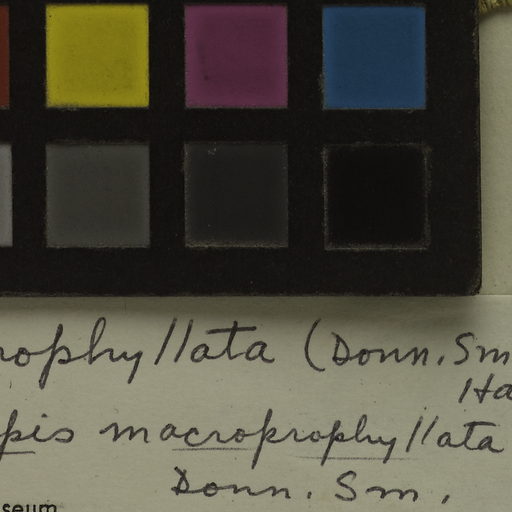 rophyllata (Donn. Sm
Ha
pis macroprophyllata
Donn. Sm.
seum